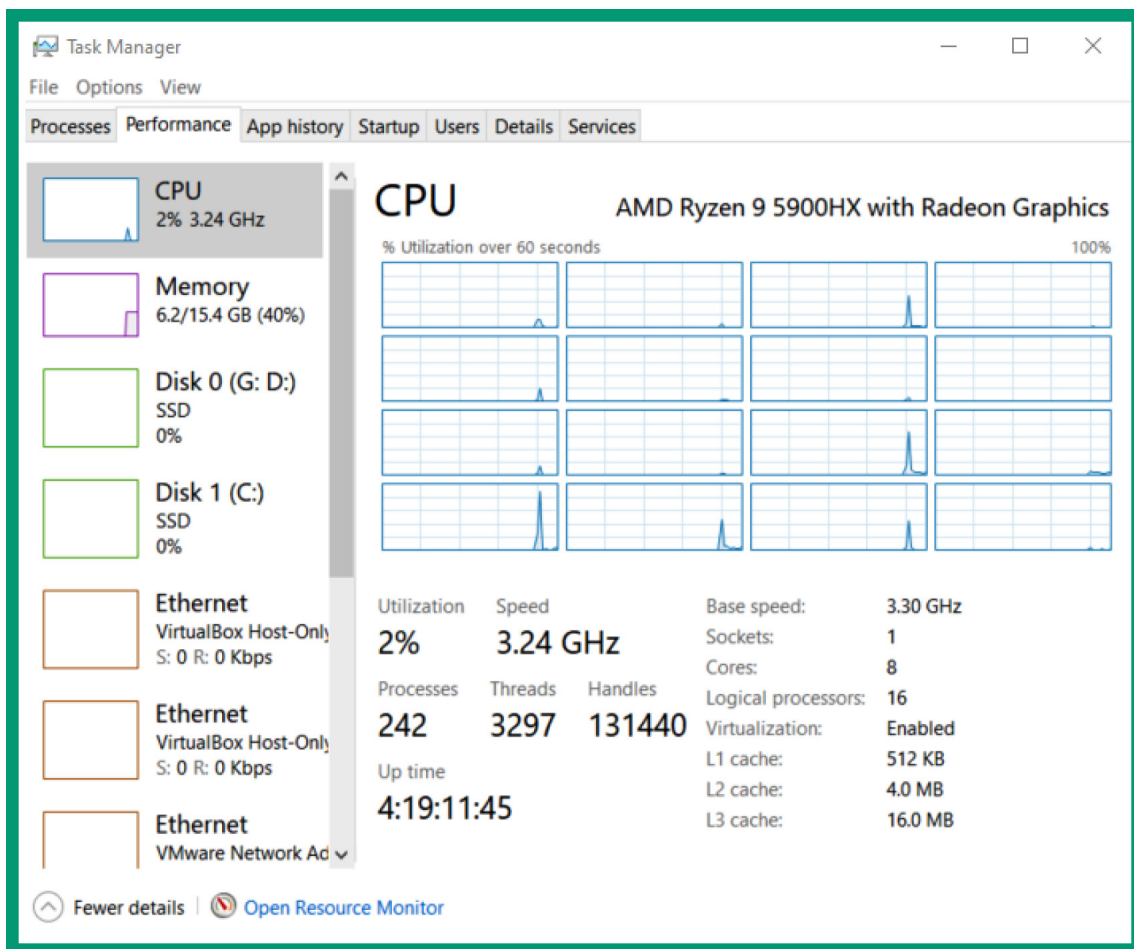 Task Manager
File Options View
Processes Performance App history Startup Users Details Services
CPU
2% 3.24 GHz
Memory
6.2/15.4 GB (40%)
Disk 0 (G: D:)
SSD
0%
Disk 1 (C:)
SSD
0%
Ethernet
VirtualBox Host-Only
S: 0 R: 0 Kbps
Ethernet
VirtualBox Host-Only
S: 0 R: 0 Kbps
Ethernet
VMware Network Ad
CPU AMD Ryzen 9 5900HX with Radeon Graphics
% Utilization over 60 seconds 100%
Utilization Speed
2% 3.24 GHz
Processes Threads Handles
242 3297 131440
Up time
4:19:11:45
Base speed: 3.30 GHz
Sockets: 1
Cores: 8
Logical processors: 16
Virtualization: Enabled
L1 cache: 512 KB
L2 cache: 4.0 MB
L3 cache: 16.0 MB
Fewer details Open Resource Monitor